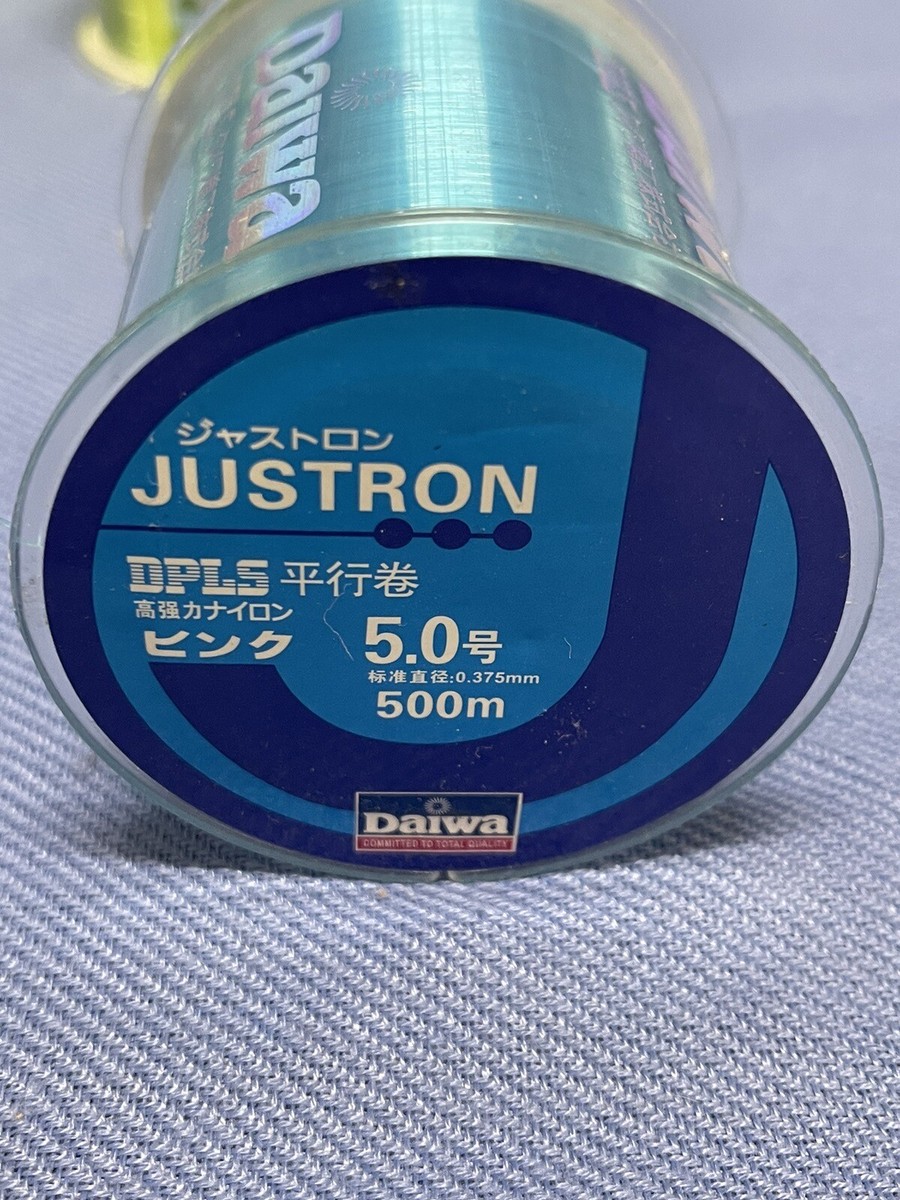 Daiwa
ジャストロン
JUSTRON
DPLS 平行卷
高强力ナイロン
ピンク
5.0号
标准直径:0.375mm
500m
Daiwa
COMMITTED TO TOTAL QUALITY